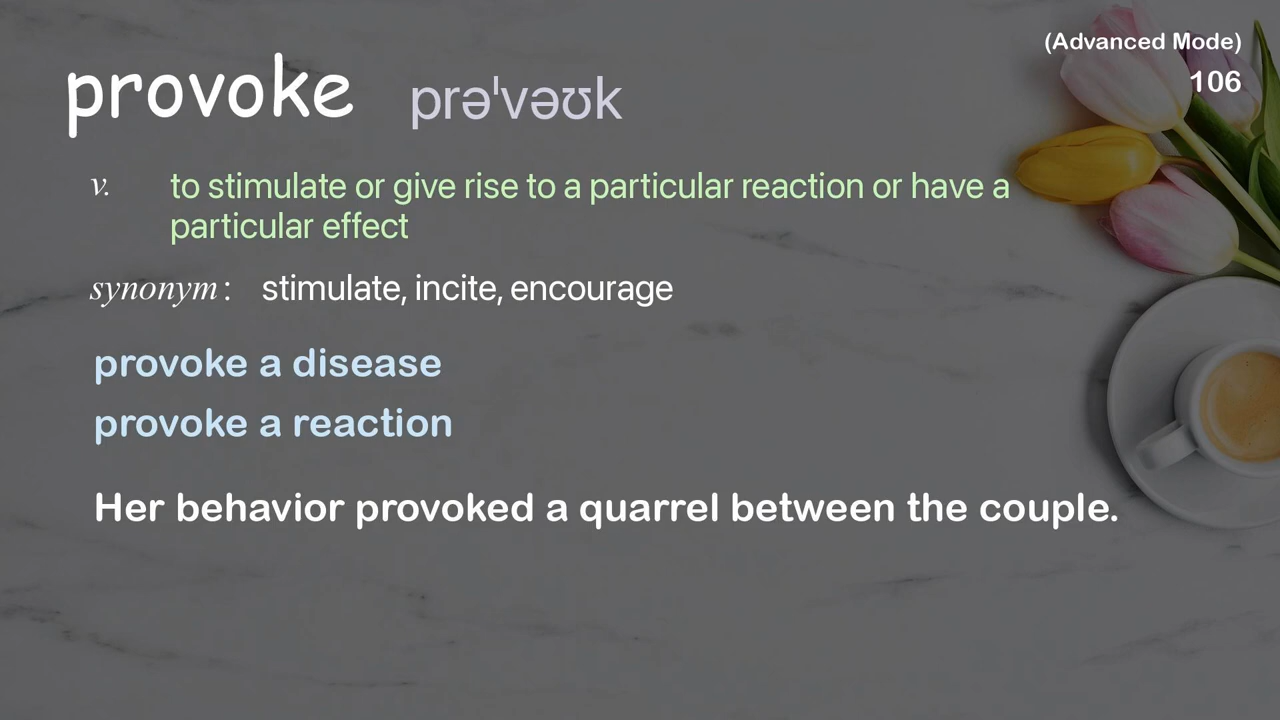 (Advanced Mode)
106
provoke prəˈvəʊk
v. to stimulate or give rise to a particular reaction or have a
particular effect
synonym: stimulate, incite, encourage
provoke a disease
provoke a reaction
Her behavior provoked a quarrel between the couple.